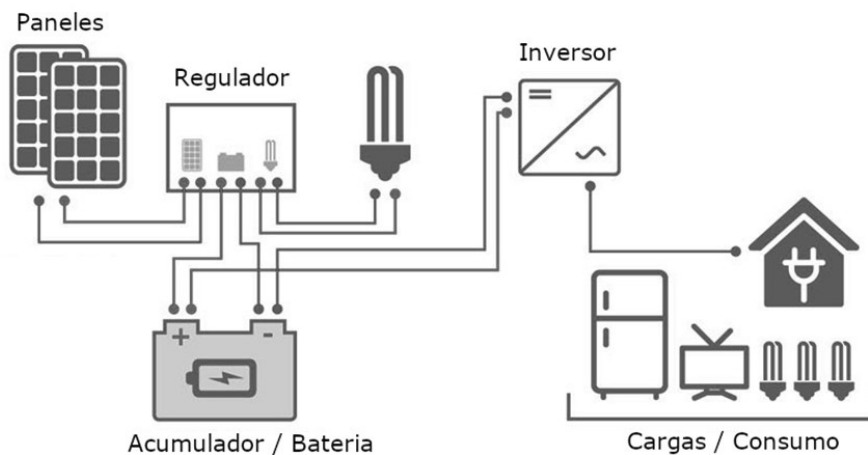 Paneles
Regulador
Inversor
+ -
Acumulador / Bateria
Cargas / Consumo